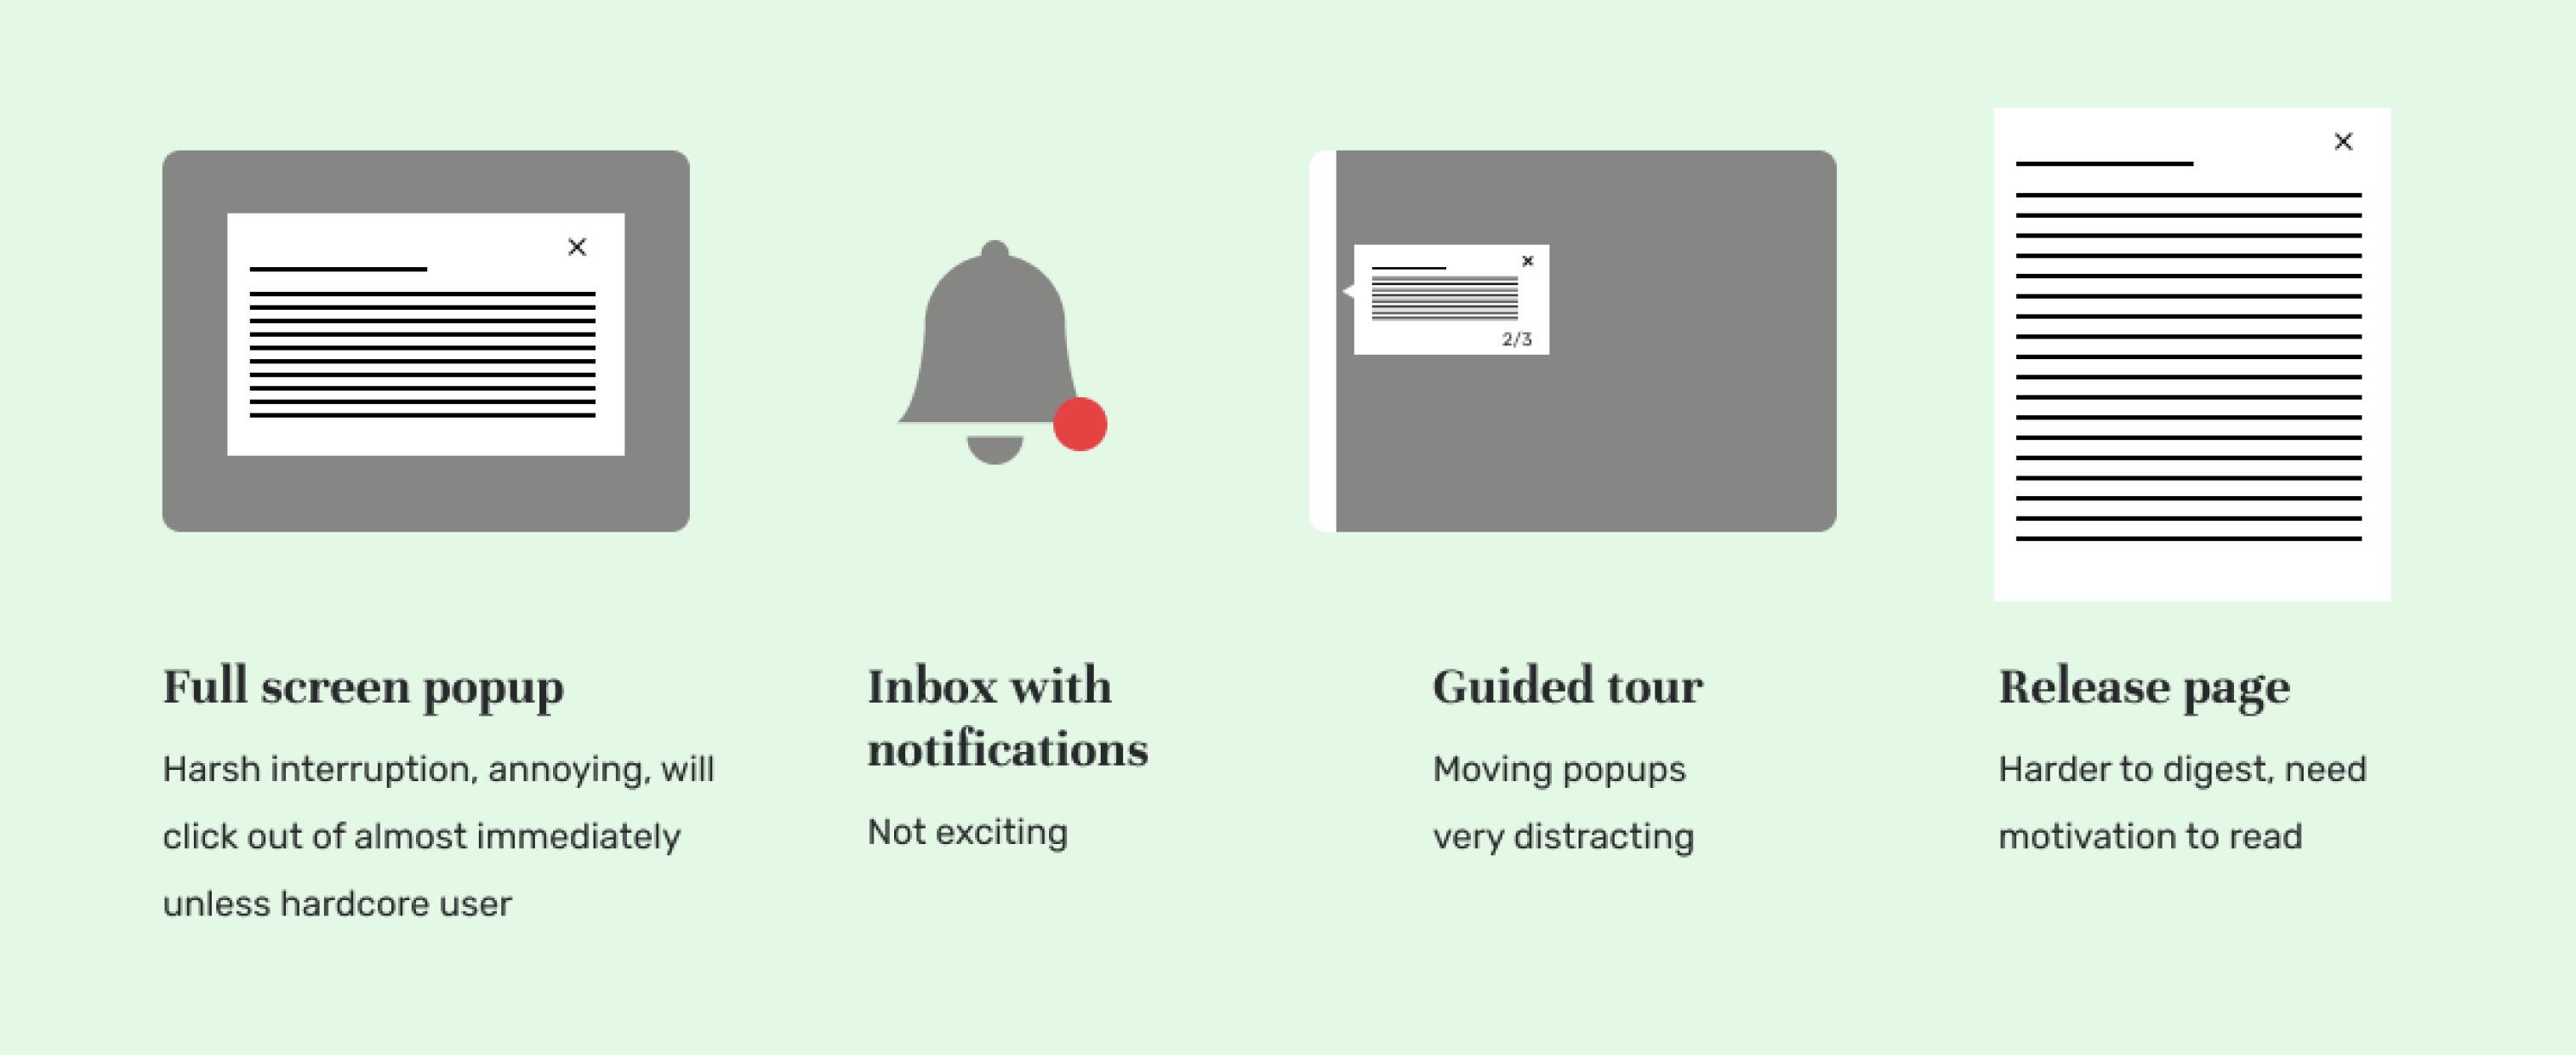 ×
×
2/3
×
Full screen popup
Harsh interruption, annoying, will
click out of almost immediately
unless hardcore user
Inbox with
notifications
Not exciting
Guided tour
Moving popups
very distracting
Release page
Harder to digest, need
motivation to read